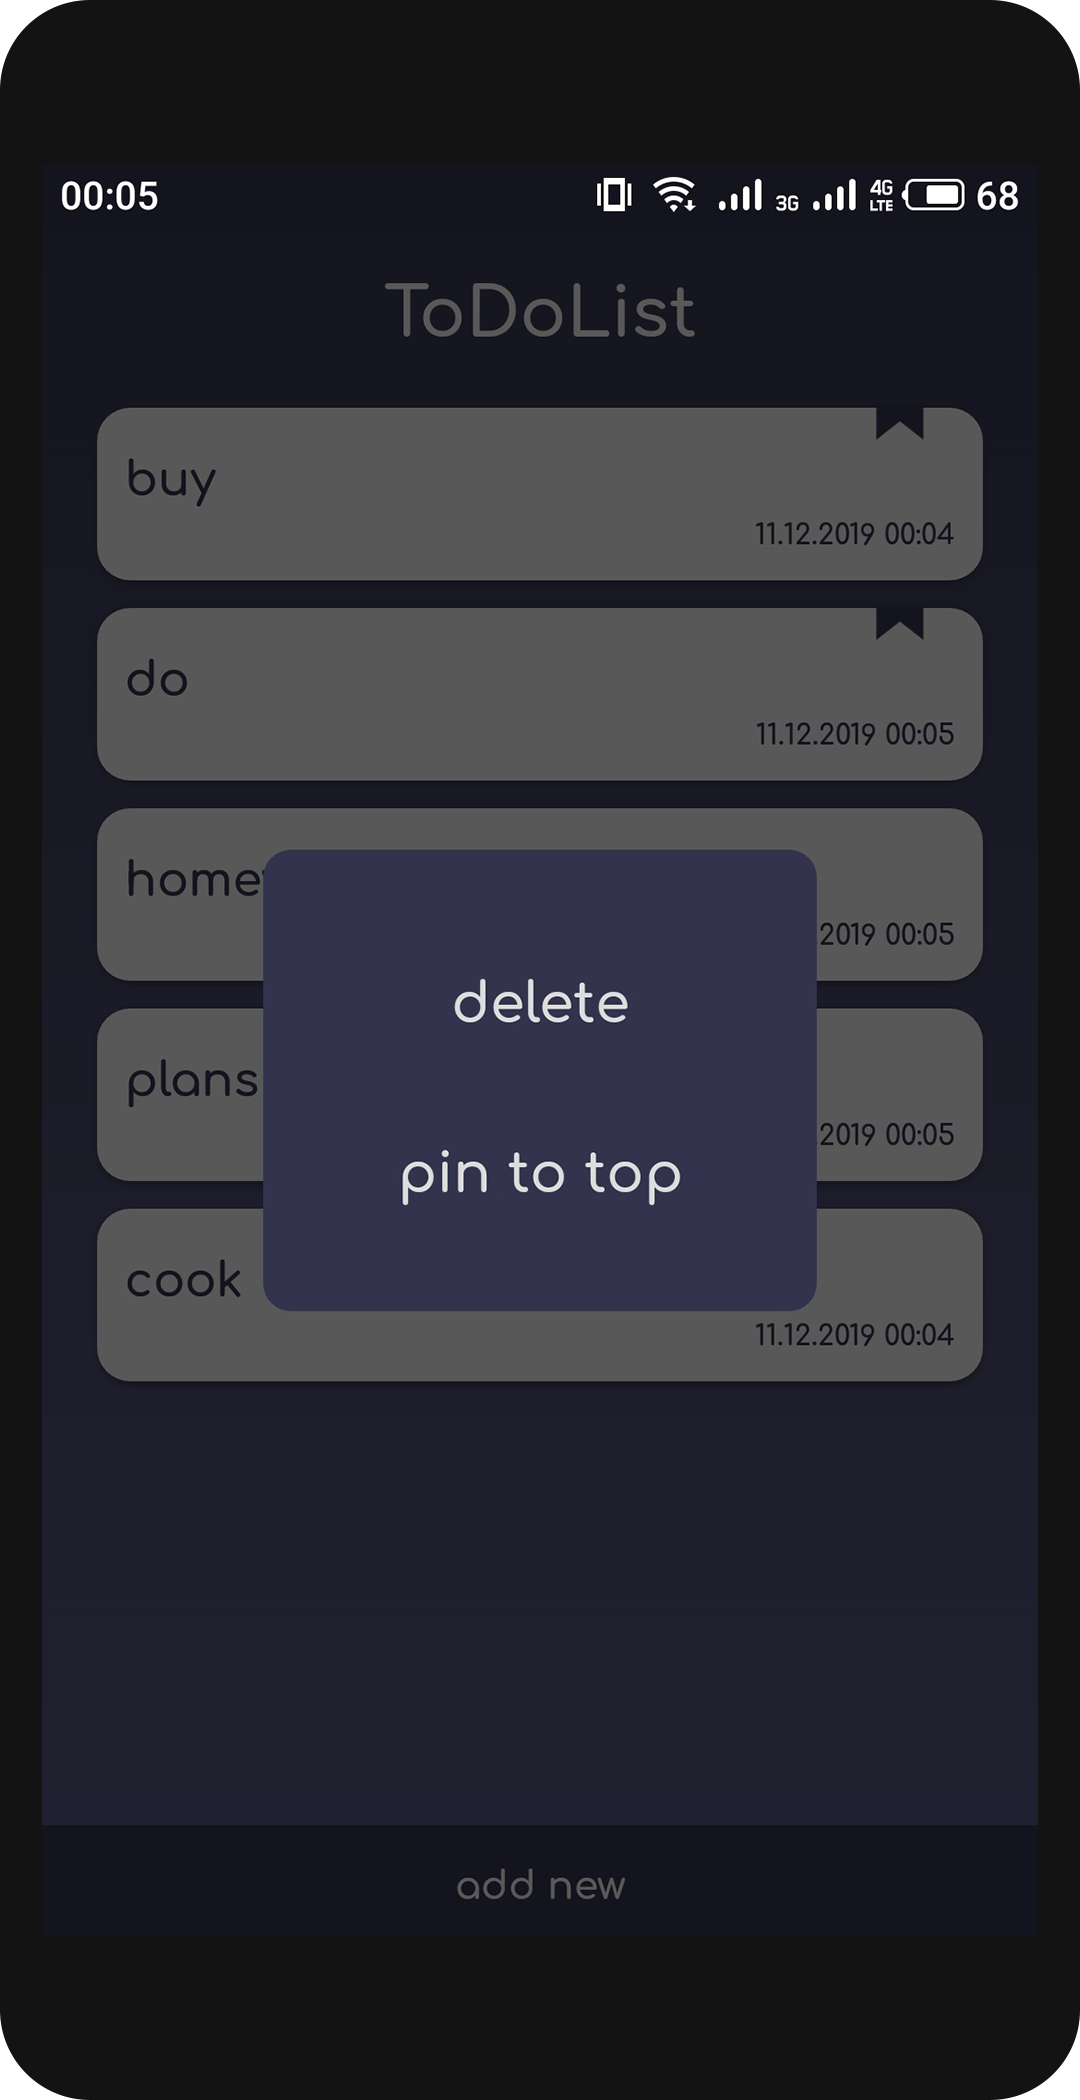 00:05 3G 4G LTE 68
ToDoList
buy
11.12.2019 00:04
do
11.12.2019 00:05
2019 00:05
delete
plans
2019 00:05
pin to top
cook
11.12.2019 00:04
add new